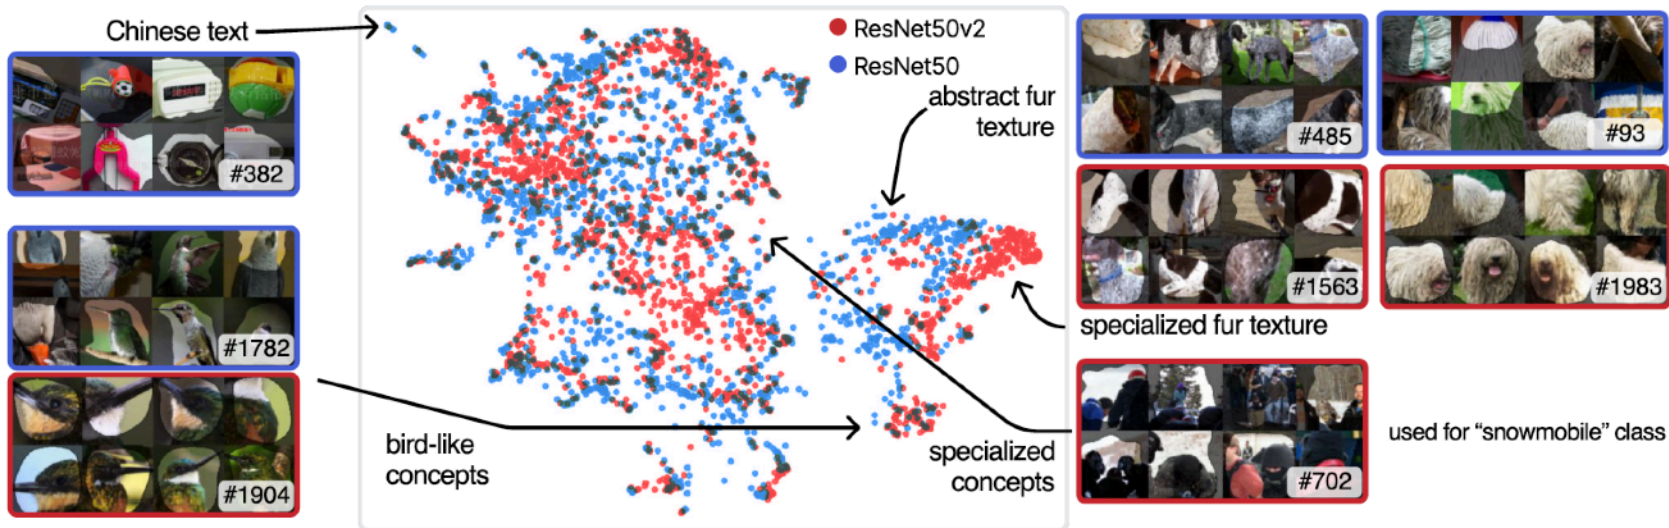 Chinese text
#382
#1782
#1904
ResNet50v2
ResNet50
abstract fur
texture
bird-like
concepts
specialized
concepts
#485
#93
#1563
#1983
specialized fur texture
#702
used for “snowmobile” class